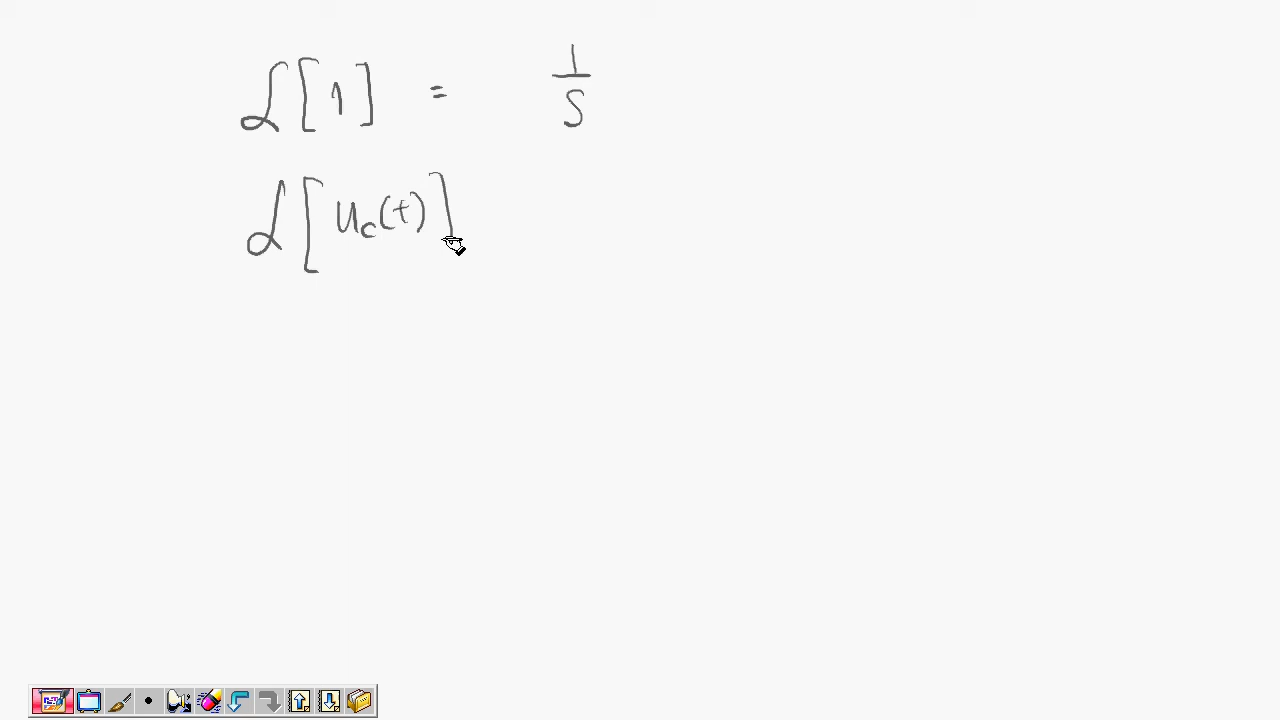 ℒ[1] = 1/s
ℒ[u_c(t)]